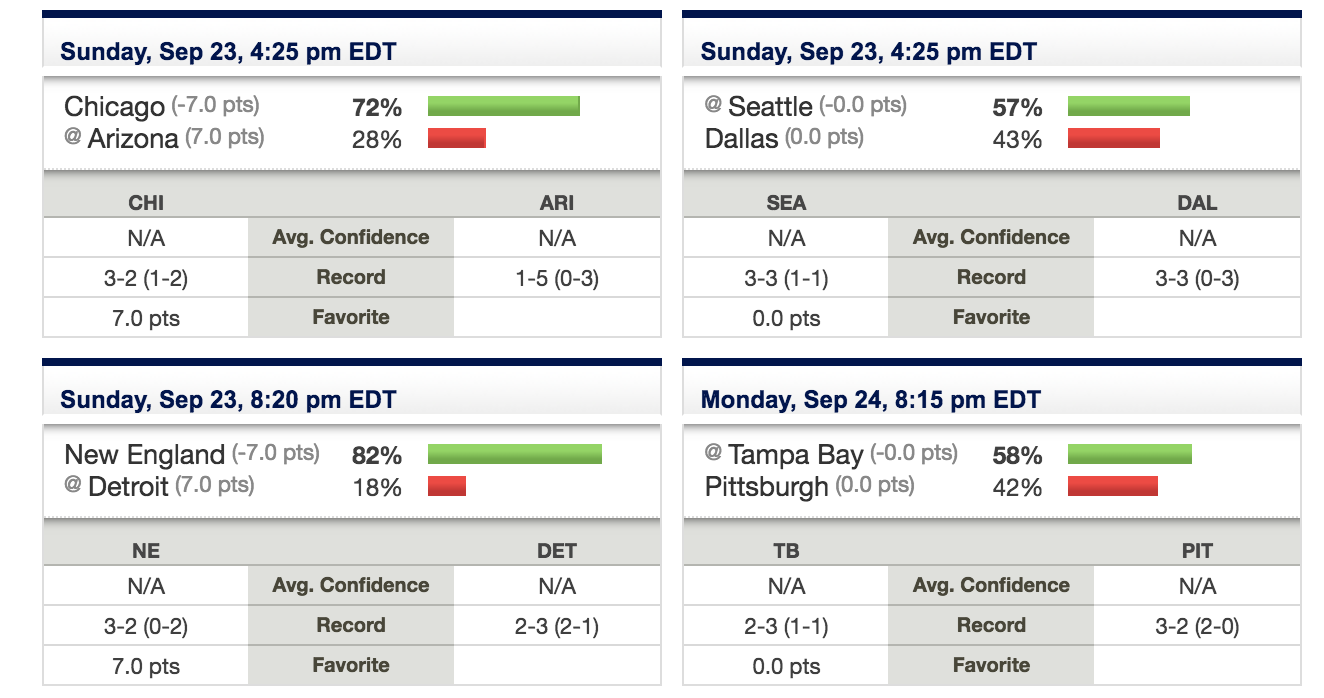 Sunday, Sep 23, 4:25 pm EDT
Chicago (-7.0 pts) 72%
@ Arizona (7.0 pts) 28%
CHI ARI
N/A Avg. Confidence N/A
3-2 (1-2) Record 1-5 (0-3)
7.0 pts Favorite
Sunday, Sep 23, 4:25 pm EDT
@ Seattle (-0.0 pts) 57%
Dallas (0.0 pts) 43%
SEA DAL
N/A Avg. Confidence N/A
3-3 (1-1) Record 3-3 (0-3)
0.0 pts Favorite
Sunday, Sep 23, 8:20 pm EDT
New England (-7.0 pts) 82%
@ Detroit (7.0 pts) 18%
NE DET
N/A Avg. Confidence N/A
3-2 (0-2) Record 2-3 (2-1)
7.0 pts Favorite
Monday, Sep 24, 8:15 pm EDT
@ Tampa Bay (-0.0 pts) 58%
Pittsburgh (0.0 pts) 42%
TB PIT
N/A Avg. Confidence N/A
2-3 (1-1) Record 3-2 (2-0)
0.0 pts Favorite